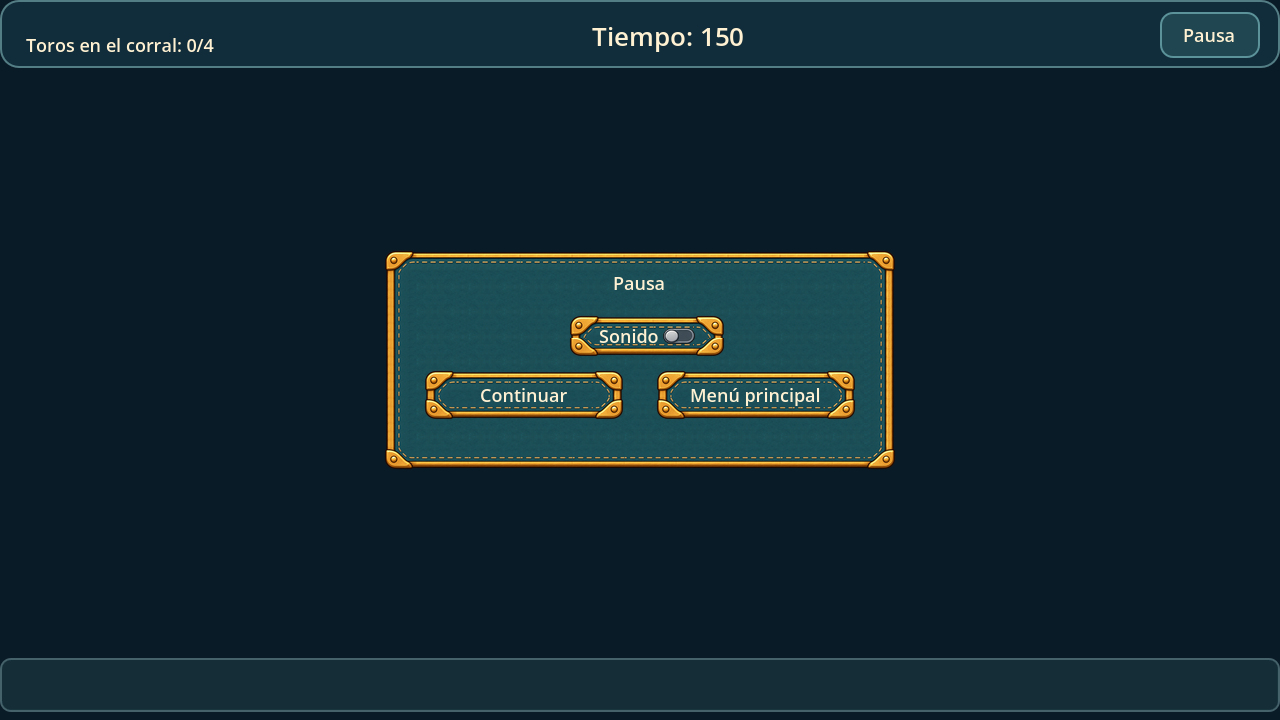 Toros en el corral: 0/4
Tiempo: 150
Pausa
Pausa
Sonido
Continuar
Menú principal